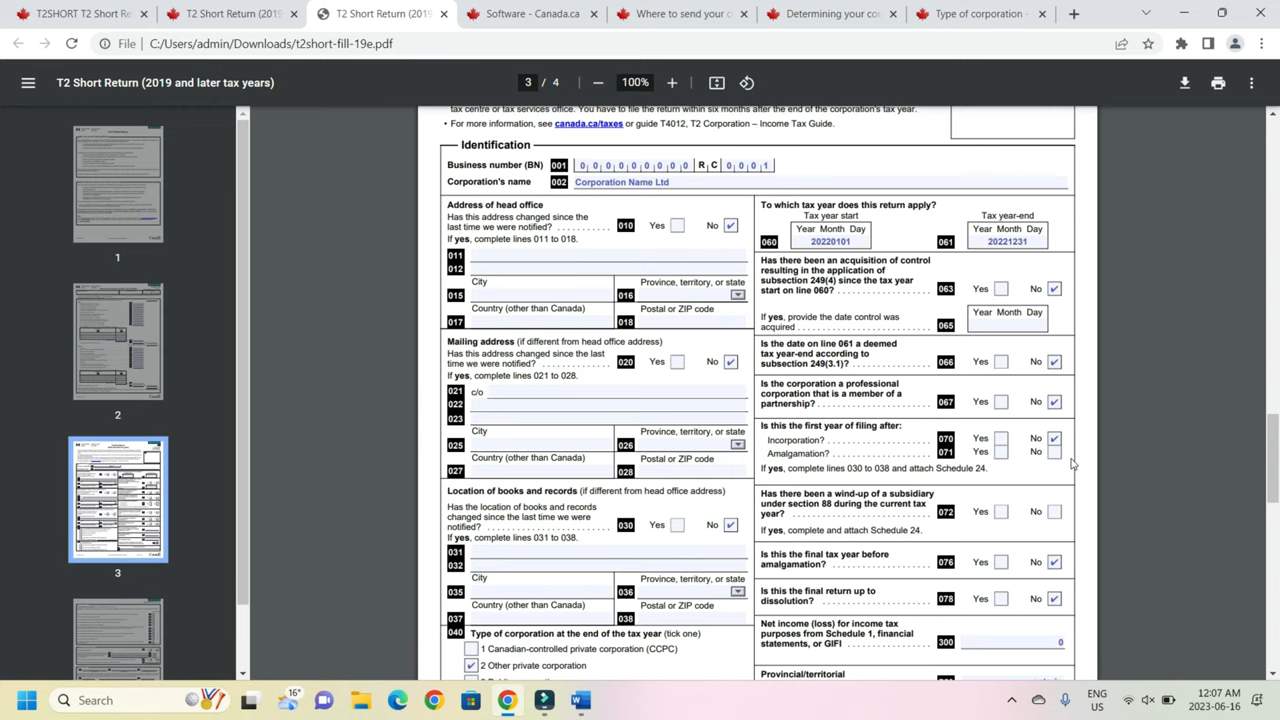 T2SHORT T2 Short Re
T2 Short Return (2019
T2 Short Return (2019
Software - Canada.ca
Where to send your c
Determining your co
Type of corporation -
File
C:/Users/admin/Downloads/t2short-fill-19e.pdf
T2 Short Return (2019 and later tax years)
3 / 4
100%
tax centre or tax services office. You have to file the return within six months after the end of the corporation's tax year.
• For more information, see canada.ca/taxes or guide T4012, T2 Corporation – Income Tax Guide.
Identification
Business number (BN) 001 0 0 0 0 0 0 0 0 0 R C 0 0 0 1
Corporation's name 002 Corporation Name Ltd
Address of head office
Has this address changed since the
last time we were notified? 010 Yes No
If yes, complete lines 011 to 018.
011
012
City Province, territory, or state
015 016
Country (other than Canada) Postal or ZIP code
017 018
Mailing address (if different from head office address)
Has this address changed since the last
time we were notified? 020 Yes No
If yes, complete lines 021 to 028.
021 c/o
022
023
City Province, territory, or state
025 026
Country (other than Canada) Postal or ZIP code
027 028
Location of books and records (if different from head office address)
Has the location of books and records
changed since the last time we were
notified? 030 Yes No
If yes, complete lines 031 to 038.
031
032
City Province, territory, or state
035 036
Country (other than Canada) Postal or ZIP code
037 038
040 Type of corporation at the end of the tax year (tick one)
1 Canadian-controlled private corporation (CCPC)
2 Other private corporation
To which tax year does this return apply?
Tax year start Tax year-end
Year Month Day Year Month Day
060 20220101 061 20221231
Has there been an acquisition of control
resulting in the application of
subsection 249(4) since the tax year
start on line 060? 063 Yes No
Year Month Day
If yes, provide the date control was
acquired 065
Is the date on line 061 a deemed
tax year-end according to
subsection 249(3.1)? 066 Yes No
Is the corporation a professional
corporation that is a member of a
partnership? 067 Yes No
Is this the first year of filing after:
Incorporation? 070 Yes No
Amalgamation? 071 Yes No
If yes, complete lines 030 to 038 and attach Schedule 24.
Has there been a wind-up of a subsidiary
under section 88 during the current tax
year? 072 Yes No
If yes, complete and attach Schedule 24.
Is this the final tax year before
amalgamation? 076 Yes No
Is this the final return up to
dissolution? 078 Yes No
Net income (loss) for income tax
purposes from Schedule 1, financial
statements, or GIFI 300 0
Provincial/territorial
1
2
3
Search
16°
ENG
US
12:07 AM
2023-06-16